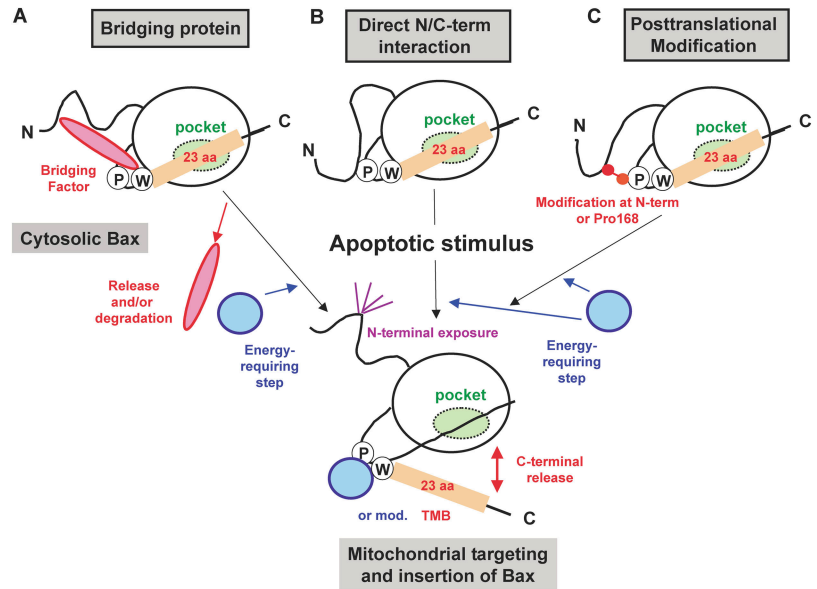 A
Bridging protein
N
C
pocket
23 aa
P
W
Bridging
Factor
B
Direct N/C-term
interaction
N
C
pocket
23 aa
P
W
C
Posttranslational
Modification
N
C
pocket
23 aa
P
W
Modification at N-term
or Pro168
Cytosolic Bax
Apoptotic stimulus
Release
and/or
degradation
Energy-
requiring
step
N-terminal exposure
Energy-
requiring
step
pocket
P
W
23 aa
C-terminal
release
or mod.
TMB
C
Mitochondrial targeting
and insertion of Bax